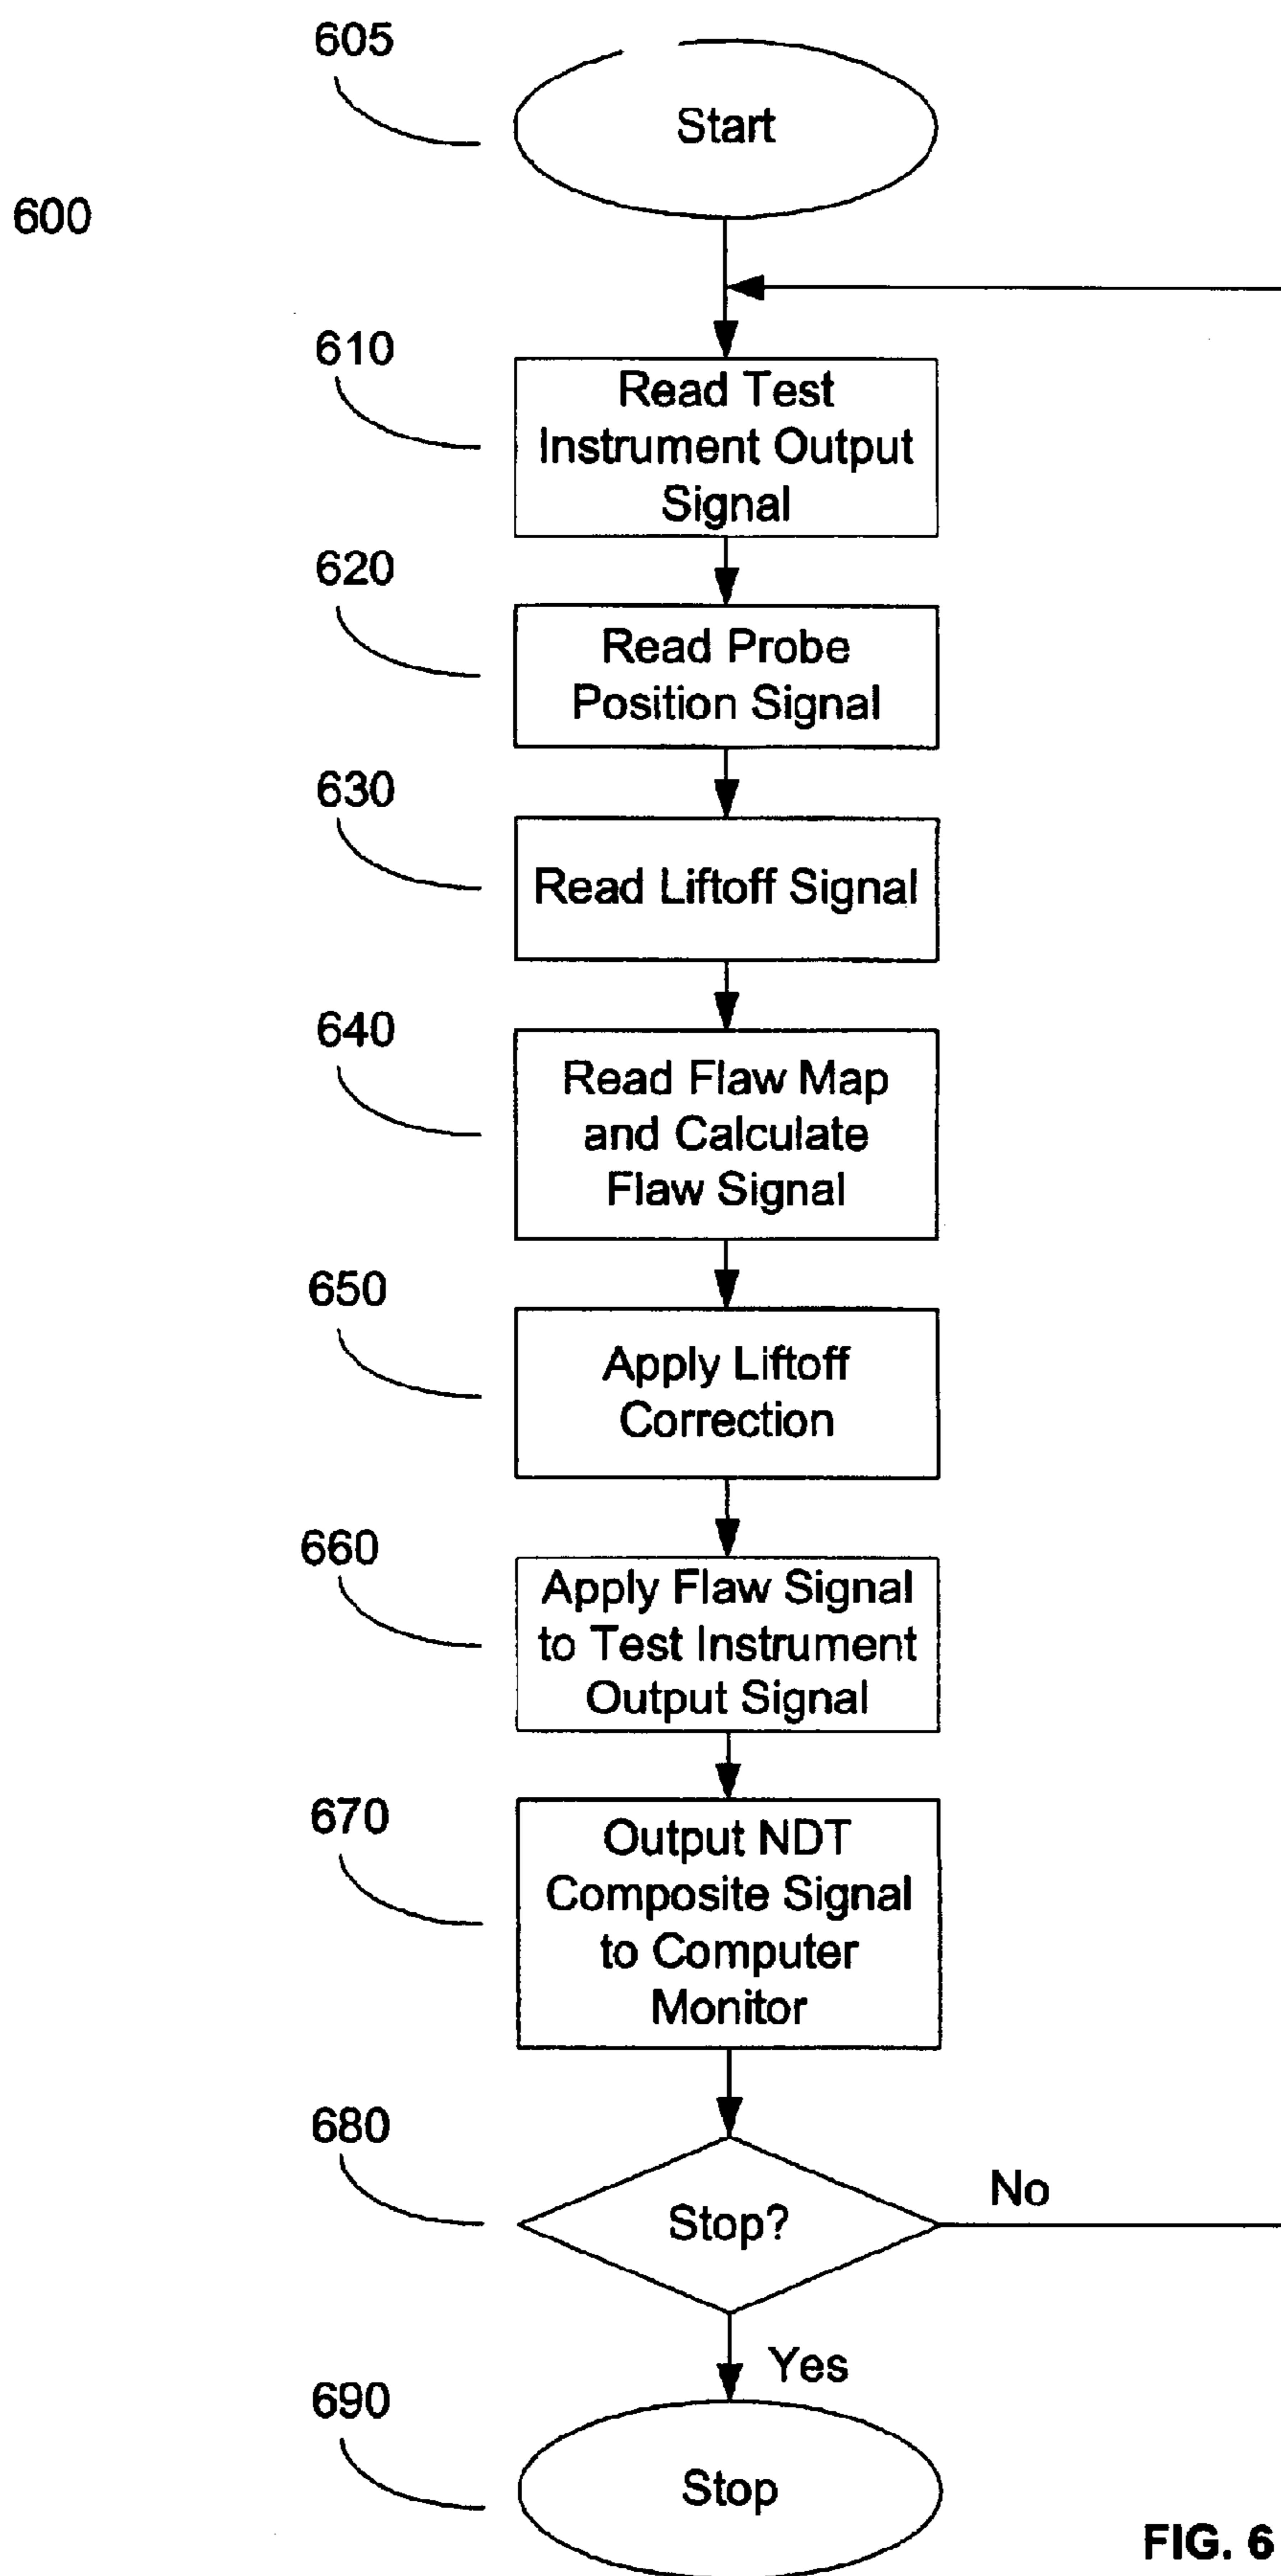 605
Start
600
610
Read Test
Instrument Output
Signal
620
Read Probe
Position Signal
630
Read Liftoff Signal
640
Read Flaw Map
and Calculate
Flaw Signal
650
Apply Liftoff
Correction
660
Apply Flaw Signal
to Test Instrument
Output Signal
670
Output NDT
Composite Signal
to Computer
Monitor
680
Stop?
No
Yes
690
Stop
FIG. 6